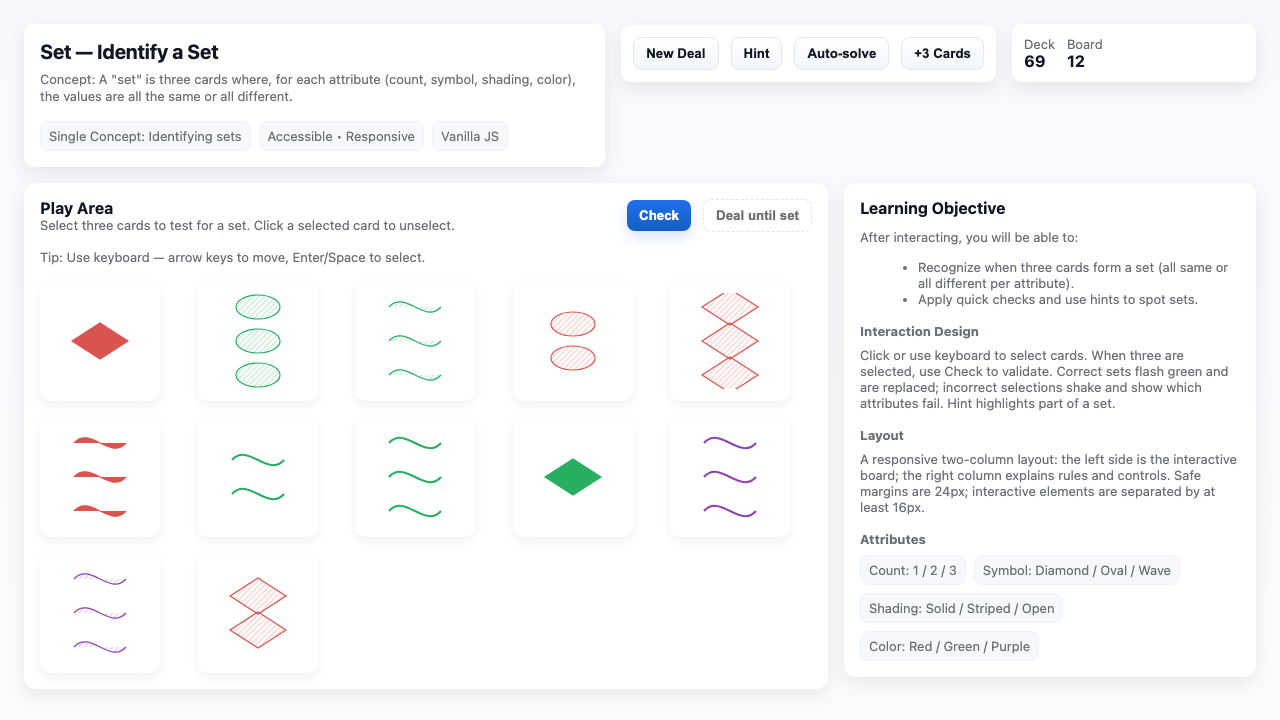 Set — Identify a Set
Concept: A "set" is three cards where, for each attribute (count, symbol, shading, color),
the values are all the same or all different.
Single Concept: Identifying sets
Accessible • Responsive
Vanilla JS
New Deal
Hint
Auto-solve
+3 Cards
Deck
69
Board
12
Play Area
Select three cards to test for a set. Click a selected card to unselect.
Check
Deal until set
Tip: Use keyboard — arrow keys to move, Enter/Space to select.
Learning Objective
After interacting, you will be able to:
• Recognize when three cards form a set (all same or
all different per attribute).
• Apply quick checks and use hints to spot sets.
Interaction Design
Click or use keyboard to select cards. When three are
selected, use Check to validate. Correct sets flash green and
are replaced; incorrect selections shake and show which
attributes fail. Hint highlights part of a set.
Layout
A responsive two-column layout: the left side is the interactive
board; the right column explains rules and controls. Safe
margins are 24px; interactive elements are separated by at
least 16px.
Attributes
Count: 1 / 2 / 3
Symbol: Diamond / Oval / Wave
Shading: Solid / Striped / Open
Color: Red / Green / Purple